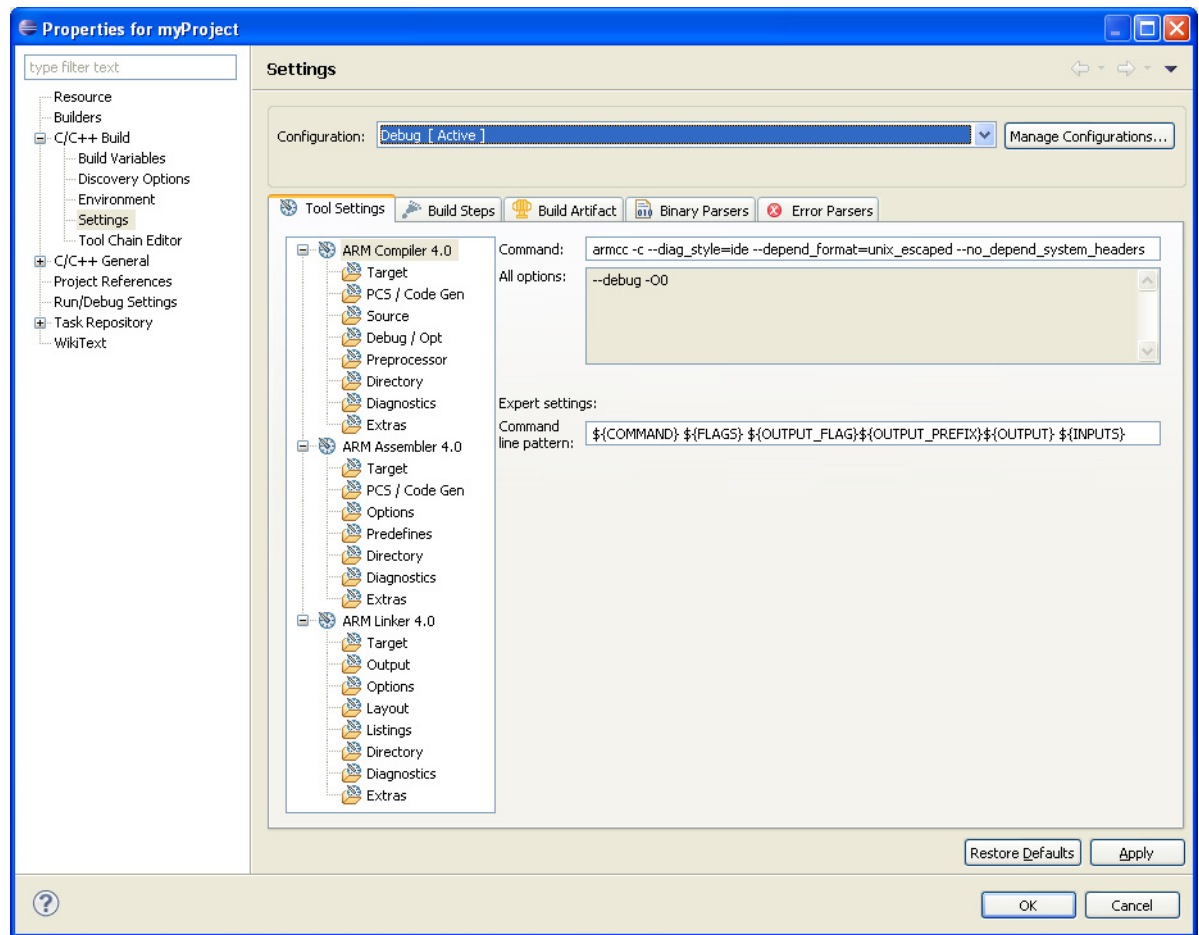 Properties for myProject
type filter text
Resource
Builders
C/C++ Build
Build Variables
Discovery Options
Environment
Settings
Tool Chain Editor
C/C++ General
Project References
Run/Debug Settings
Task Repository
WikiText
Settings
Configuration: Debug [ Active ] Manage Configurations...
Tool Settings Build Steps Build Artifact Binary Parsers Error Parsers
ARM Compiler 4.0
Target
PCS / Code Gen
Source
Debug / Opt
Preprocessor
Directory
Diagnostics
Extras
ARM Assembler 4.0
Target
PCS / Code Gen
Options
Predefines
Directory
Diagnostics
Extras
ARM Linker 4.0
Target
Output
Options
Layout
Listings
Directory
Diagnostics
Extras
Command: armcc -c --diag_style=ide --depend_format=unix_escaped --no_depend_system_headers
All options: --debug -O0
Expert settings:
Command
line pattern: ${COMMAND} ${FLAGS} ${OUTPUT_FLAG}${OUTPUT_PREFIX}${OUTPUT} ${INPUTS}
Restore Defaults Apply
OK Cancel